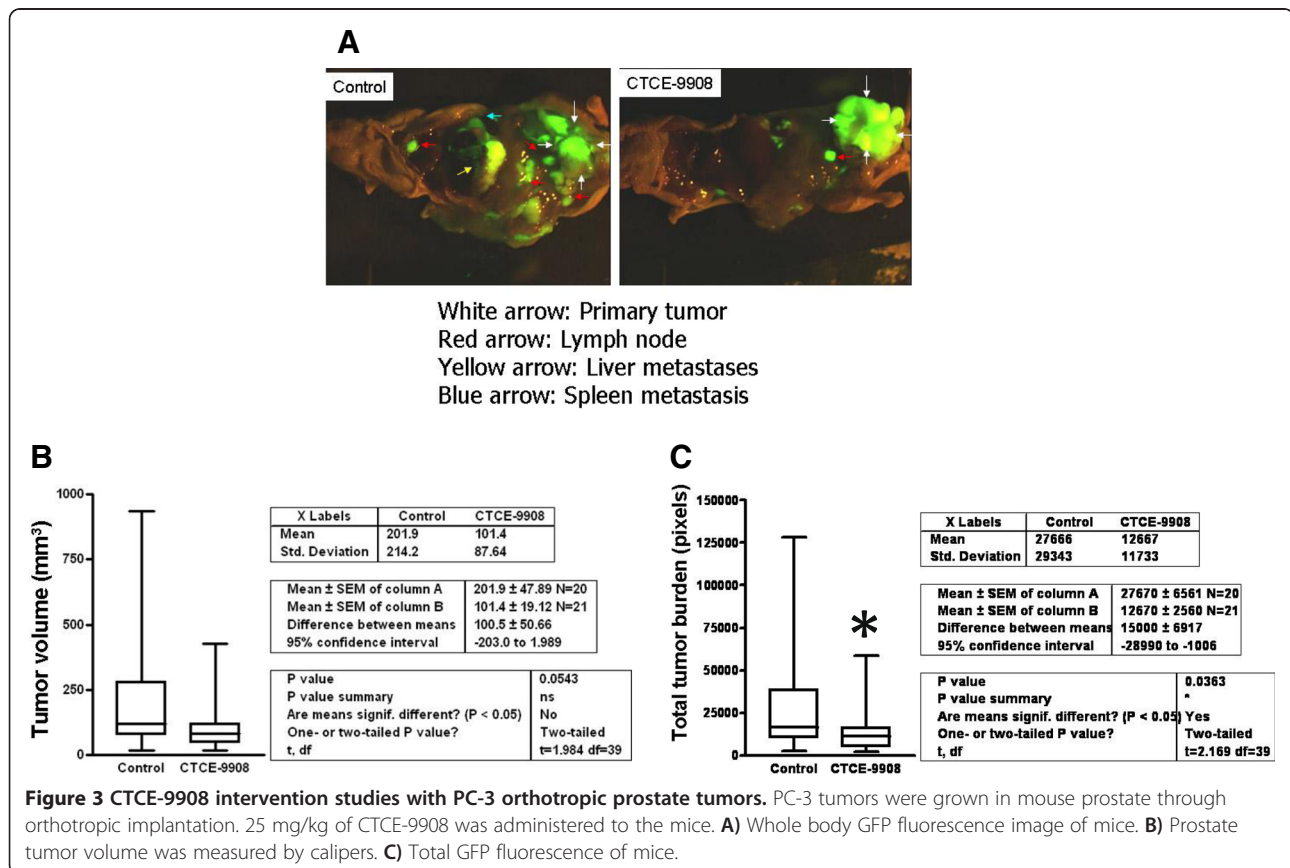 A
Control
CTCE-9908
White arrow: Primary tumor
Red arrow: Lymph node
Yellow arrow: Liver metastases
Blue arrow: Spleen metastasis
B
Tumor volume (mm³)
1000
750
500
250
0
Control CTCE-9908
X Labels Control CTCE-9908
Mean 201.9 101.4
Std. Deviation 214.2 87.64
Mean ± SEM of column A 201.9 ± 47.89 N=20
Mean ± SEM of column B 101.4 ± 19.12 N=21
Difference between means 100.5 ± 50.66
95% confidence interval -203.0 to 1.989
P value 0.0543
P value summary ns
Are means signif. different? (P < 0.05) No
One- or two-tailed P value? Two-tailed
t, df t=1.984 df=39
C
Total tumor burden (pixels)
150000
125000
100000
75000
50000
25000
0
*
Control CTCE-9908
X Labels Control CTCE-9908
Mean 27666 12667
Std. Deviation 29343 11733
Mean ± SEM of column A 27670 ± 6561 N=20
Mean ± SEM of column B 12670 ± 2560 N=21
Difference between means 15000 ± 6917
95% confidence interval -28990 to -1006
P value 0.0363
P value summary *
Are means signif. different? (P < 0.05) Yes
One- or two-tailed P value? Two-tailed
t, df t=2.169 df=39
Figure 3 CTCE-9908 intervention studies with PC-3 orthotropic prostate tumors. PC-3 tumors were grown in mouse prostate through
orthotropic implantation. 25 mg/kg of CTCE-9908 was administered to the mice. A) Whole body GFP fluorescence image of mice. B) Prostate
tumor volume was measured by calipers. C) Total GFP fluorescence of mice.